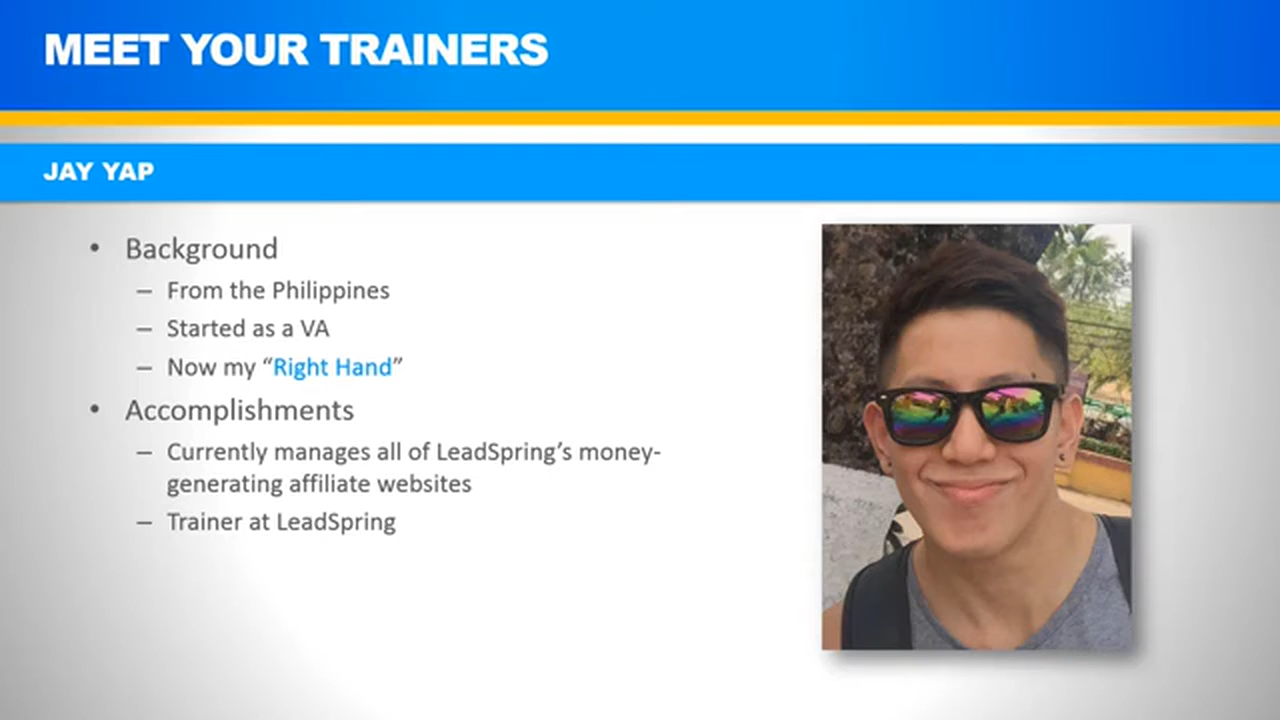 MEET YOUR TRAINERS
JAY YAP
• Background
– From the Philippines
– Started as a VA
– Now my “Right Hand”
• Accomplishments
– Currently manages all of LeadSpring’s money-
generating affiliate websites
– Trainer at LeadSpring